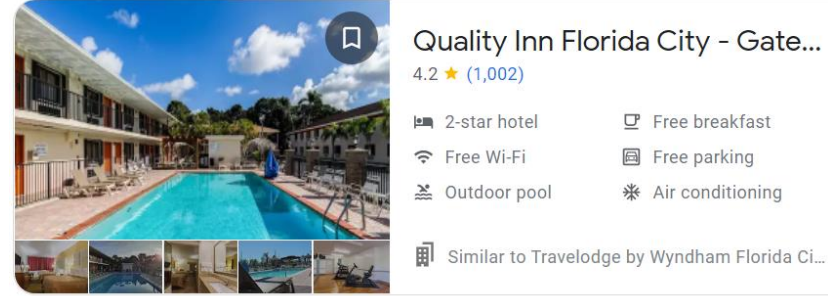 Quality Inn Florida City - Gate...
4.2 (1,002)
2-star hotel Free breakfast
Free Wi-Fi Free parking
Outdoor pool Air conditioning
Similar to Travelodge by Wyndham Florida Ci...